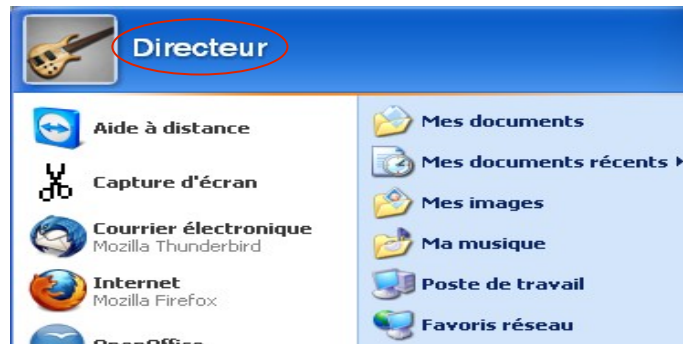 Directeur
Aide à distance
Capture d'écran
Courrier électronique
Mozilla Thunderbird
Internet
Mozilla Firefox
OpenOffice
Mes documents
Mes documents récents
Mes images
Ma musique
Poste de travail
Favoris réseau